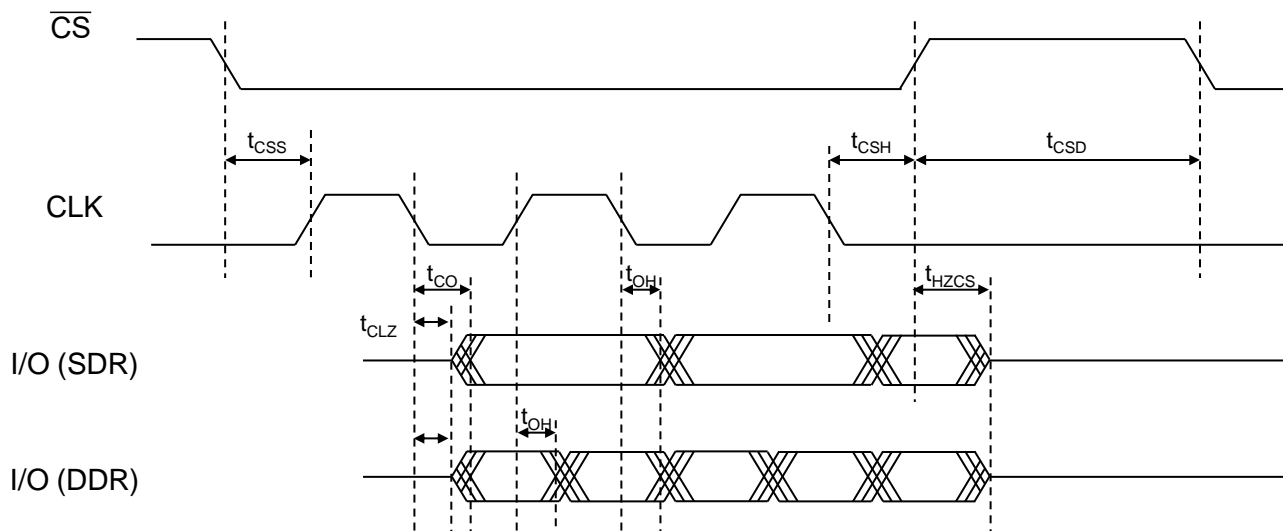 CS
tCSS
tCSH
tCSD
CLK
tCO
tOH
tHZCS
tCLZ
I/O (SDR)
tOH
I/O (DDR)